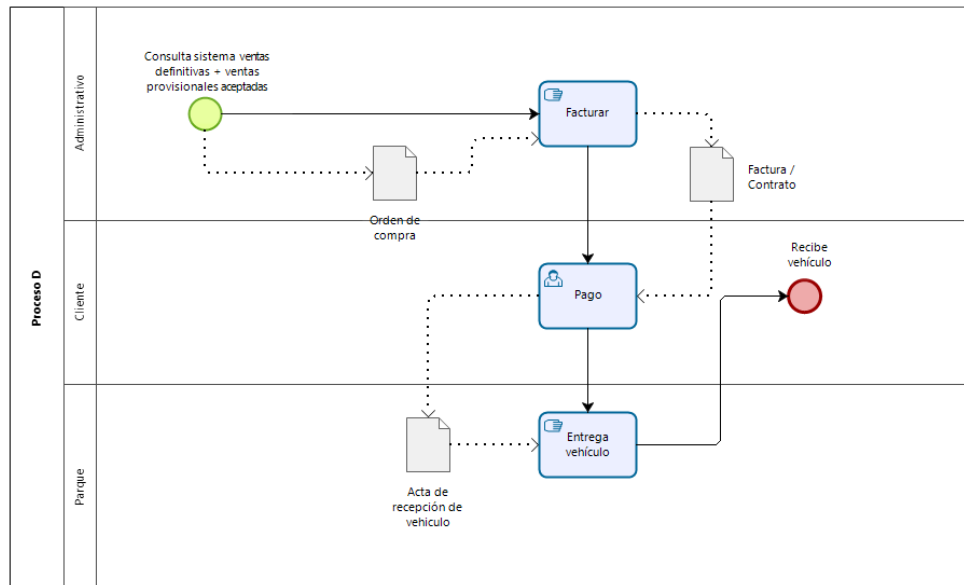 Proceso D
Administrativo
Consulta sistema ventas
definitivas + ventas
provisionales aceptadas
Facturar
Orden de
compra
Factura /
Contrato
Cliente
Pago
Recibe
vehículo
Parque
Entrega
vehículo
Acta de
recepción de
vehiculo